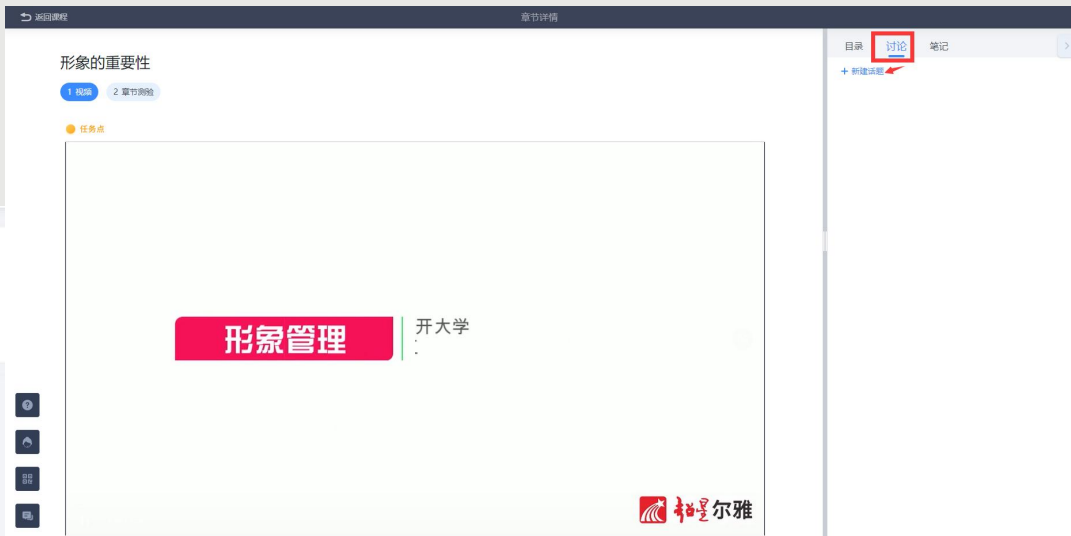 返回课程
章节详情
形象的重要性
1 视频 2 章节测验
任务点
目录 讨论 笔记
+ 新建话题
形象管理
开大学
超星尔雅